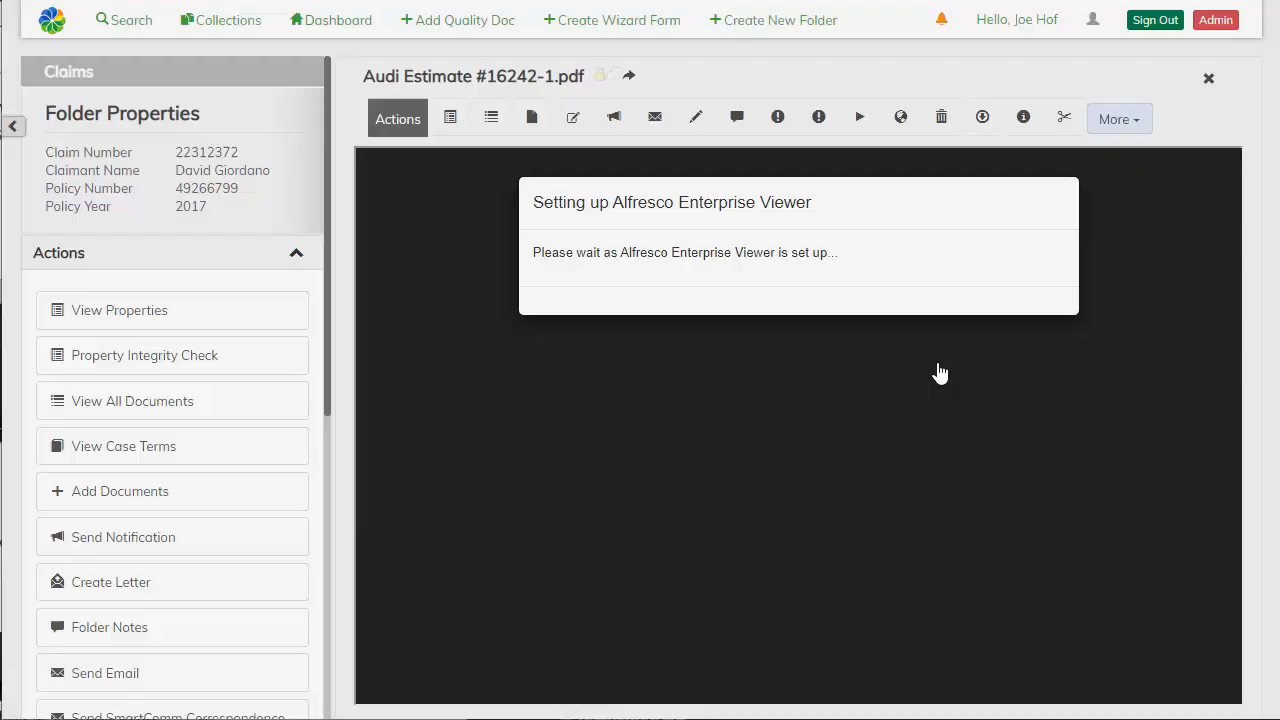 Search Collections Dashboard Add Quality Doc Create Wizard Form Create New Folder Hello, Joe Hof Sign Out Admin
Claims
Folder Properties
Claim Number 22312372
Claimant Name David Giordano
Policy Number 49266799
Policy Year 2017
Actions
View Properties
Property Integrity Check
View All Documents
View Case Terms
Add Documents
Send Notification
Create Letter
Folder Notes
Send Email
Send SmartComm Correspondence
Audi Estimate #16242-1.pdf
Actions More
Setting up Alfresco Enterprise Viewer
Please wait as Alfresco Enterprise Viewer is set up...